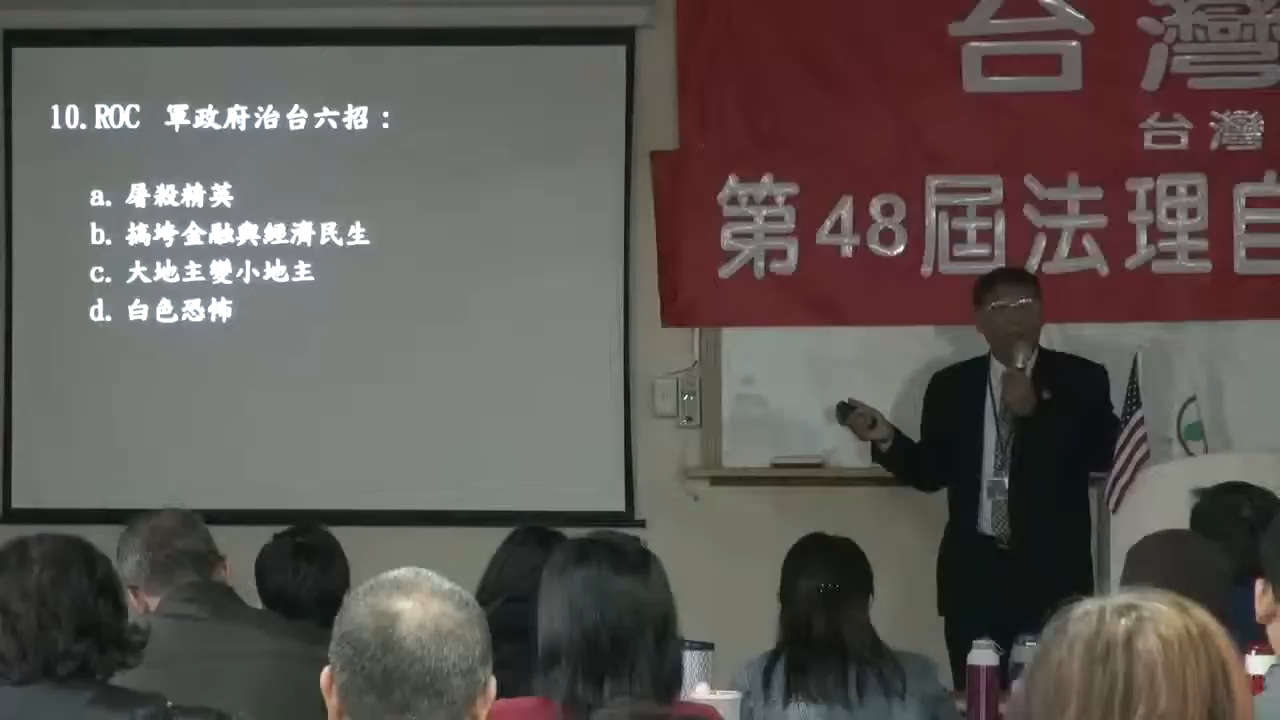 10. ROC 軍政府治台六招：
a. 屠殺精英
b. 搞垮金融與經濟民生
c. 大地主變小地主
d. 白色恐怖
台灣
台灣
第48屆法理自